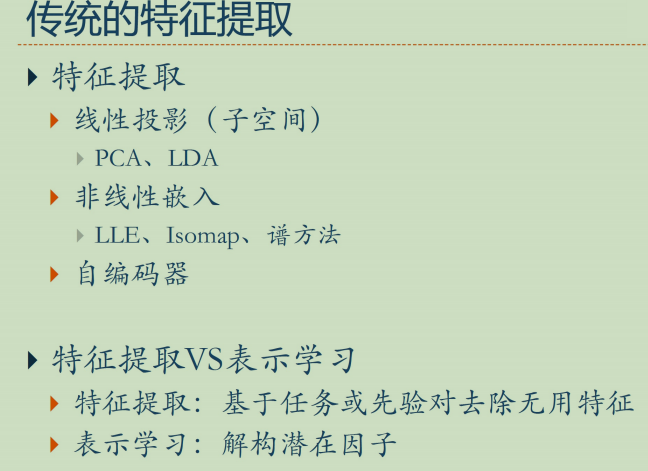 传统的特征提取
特征提取
线性投影（子空间）
PCA、LDA
非线性嵌入
LLE、Isomap、谱方法
自编码器
特征提取VS表示学习
特征提取：基于任务或先验对去除无用特征
表示学习：解构潜在因子